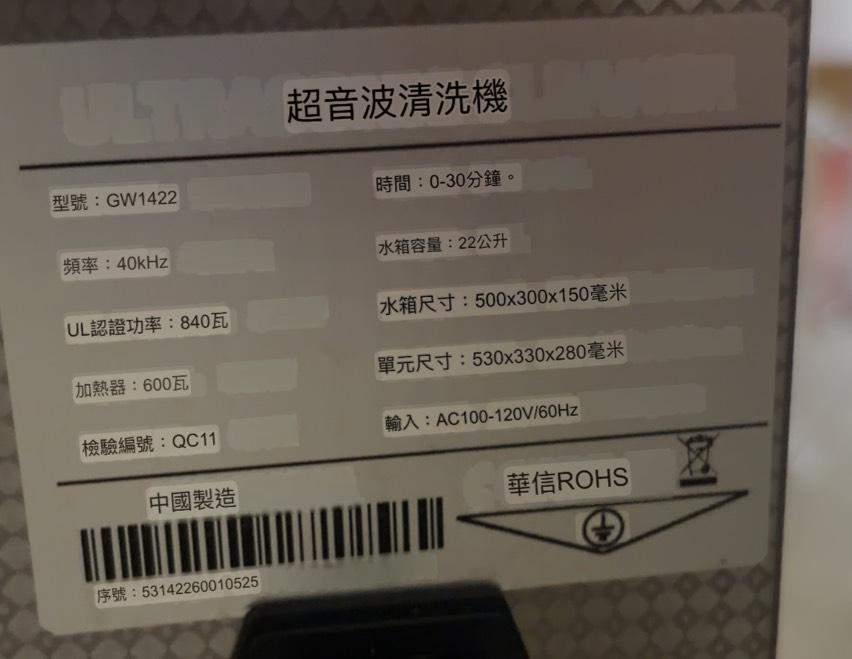 超音波清洗機
型號：GW1422
時間：0-30分鐘。
頻率：40kHz
水箱容量：22公升
UL認證功率：840瓦
水箱尺寸：500x300x150毫米
加熱器：600瓦
單元尺寸：530x330x280毫米
檢驗編號：QC11
輸入：AC100-120V/60Hz
中國製造
華信ROHS
序號：53142260010525